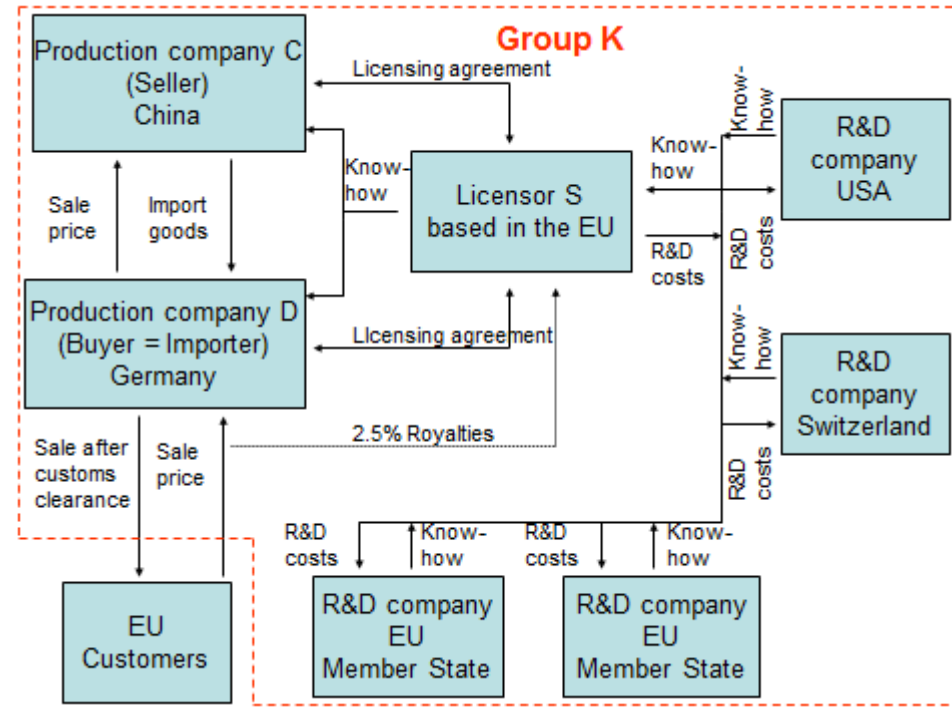 Group K
Production company C
(Seller)
China
Licensing agreement
Know-
how
R&D
company
USA
Know-
how
Know-
how
Licensor S
based in the EU
Sale
price
Import
goods
R&D
costs
R&D
costs
Production company D
(Buyer = Importer)
Germany
LIcensing agreement
Know-
how
R&D
company
Switzerland
2.5% Royalties
Sale after
customs
clearance
Sale
price
R&D
costs
R&D
costs
Know-
how
R&D
costs
Know-
how
EU
Customers
R&D company
EU
Member State
R&D company
EU
Member State